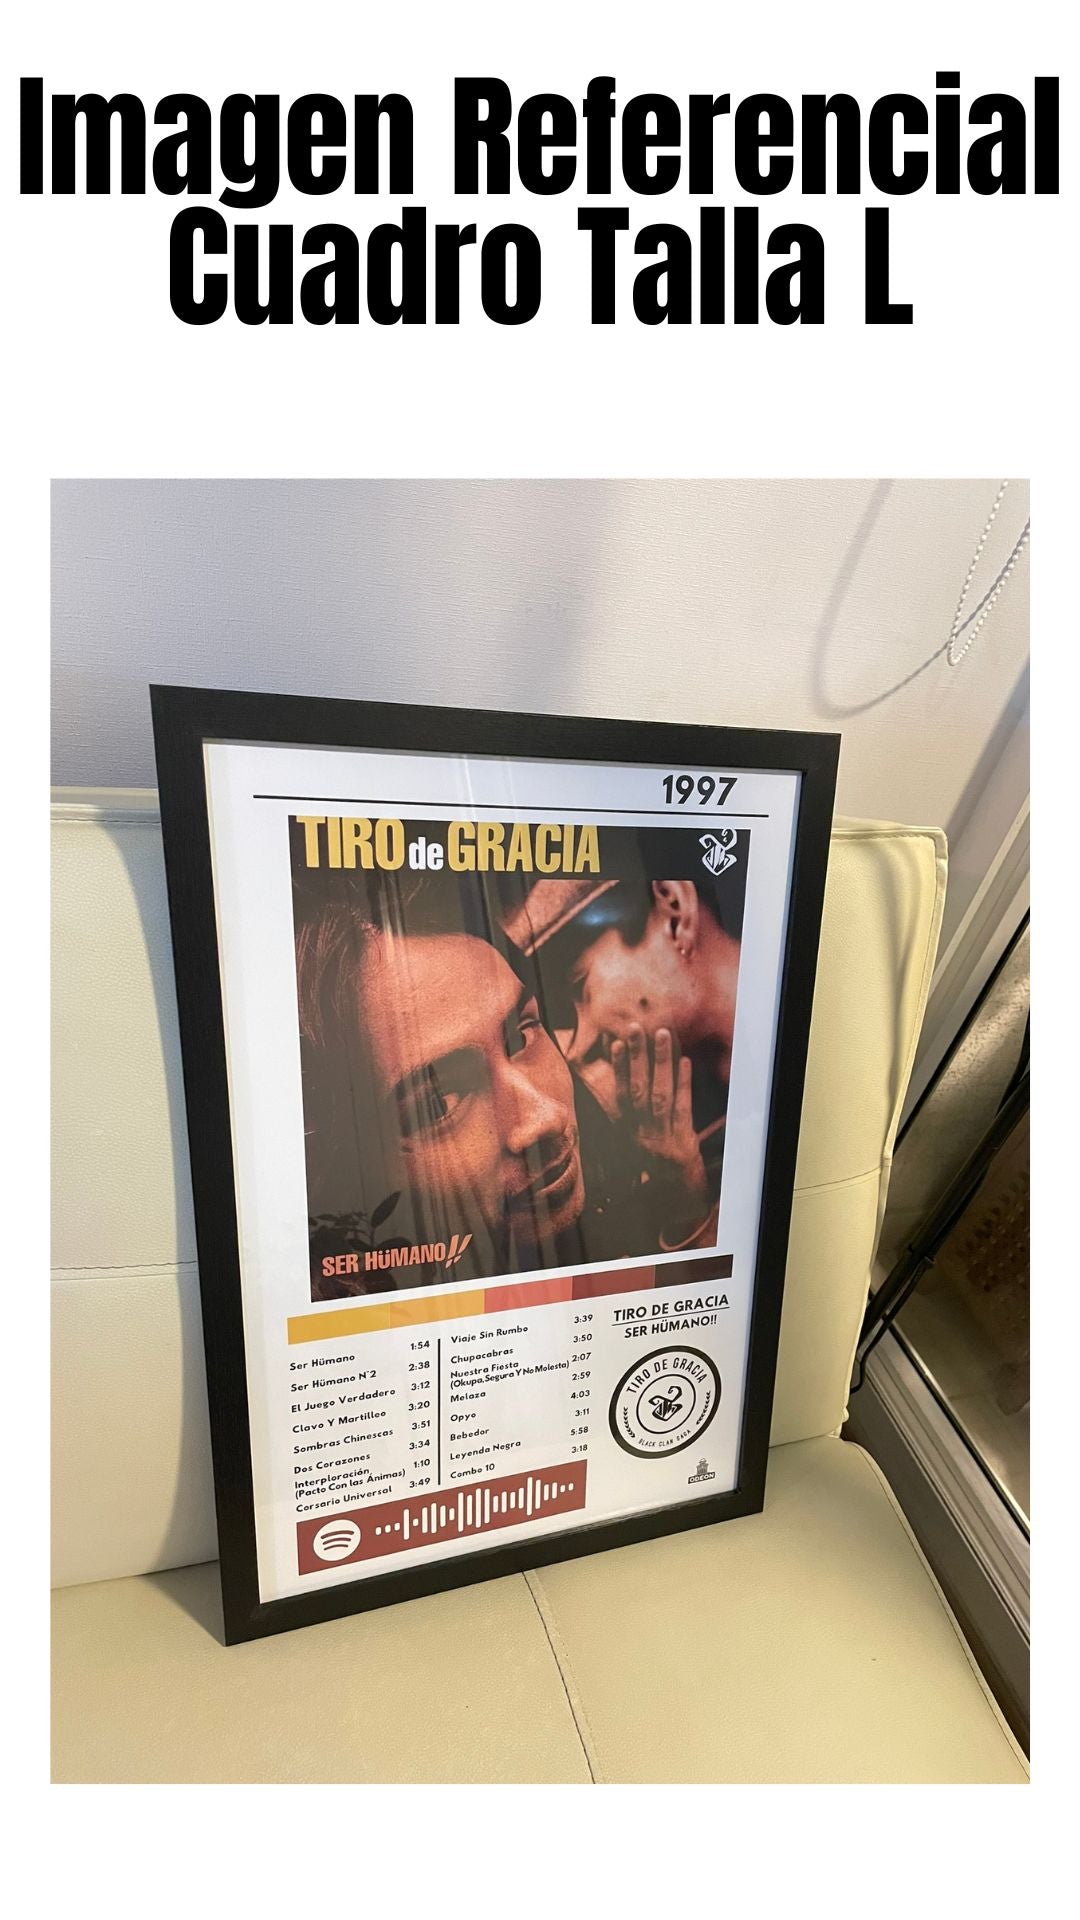 Imagen Referencial
Cuadro Talla L
1997
TIRO de GRACIA
SER HÜMANO!!
Ser Hümano 1:54
Ser Hümano N°2 2:38
El Juego Verdadero 3:12
Clavo Y Martilleo 3:20
Sombras Chinescas 3:51
Dos Corazones 3:34
Interploración,
(Pacto Con las Ánimas) 1:10
Corsario Universal 3:49
Viaje Sin Rumbo 3:39
Chupacabras 3:50
Nuestra Fiesta
(Okupa, Segura Y No Molesta) 2:07
Melaza 2:59
Opyo 4:03
Bebedor 3:11
Leyenda Negra 5:58
Combo 10 3:18
TIRO DE GRACIA
SER HÜMANO!!
TIRO DE GRACIA
BLACK CLAN SAGA
ODEON